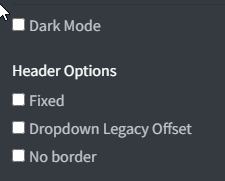 Dark Mode
Header Options
Fixed
Dropdown Legacy Offset
No border